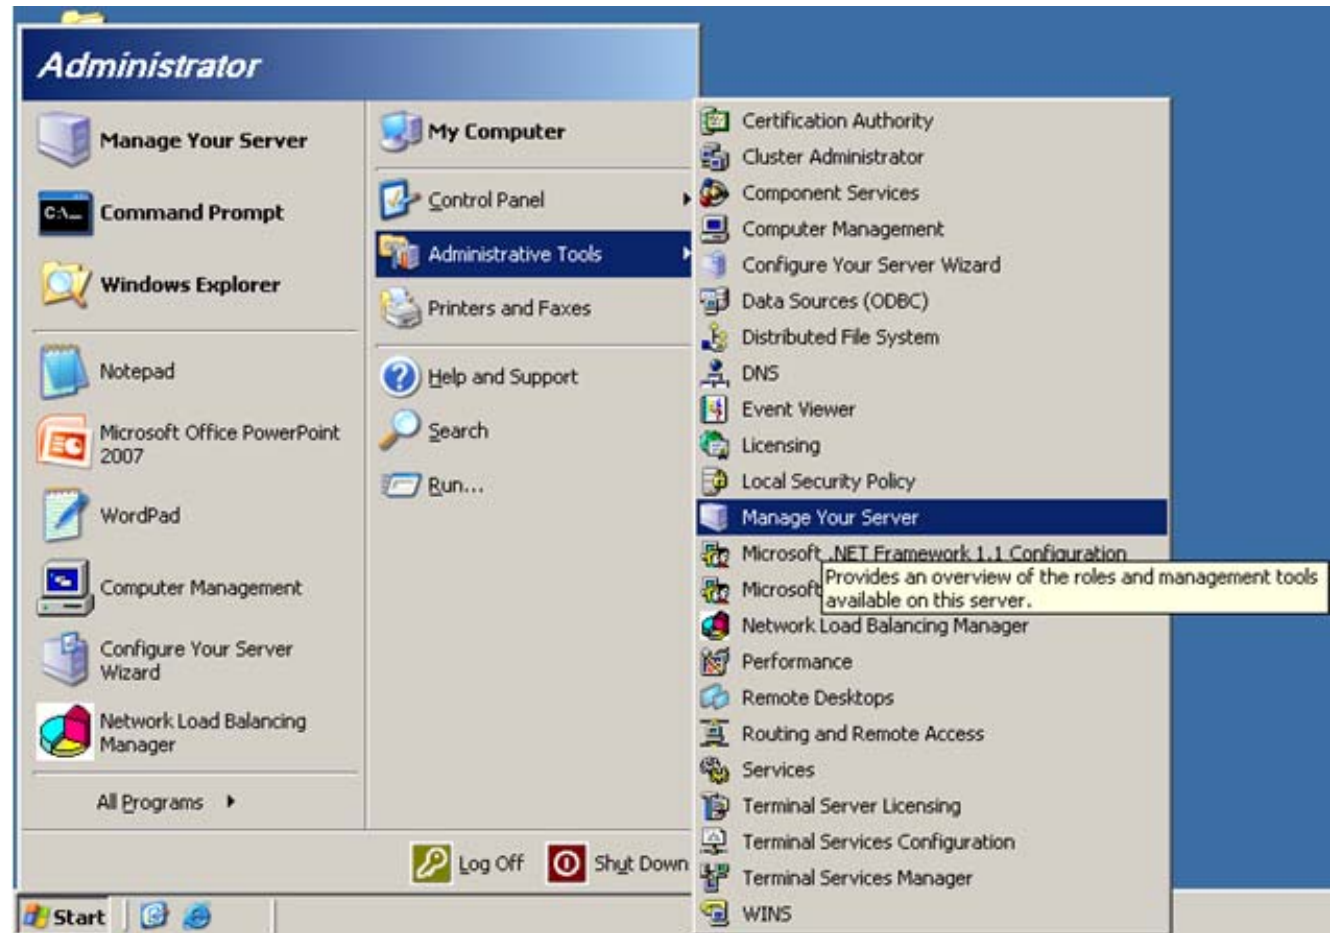 Administrator
Manage Your Server
Command Prompt
Windows Explorer
Notepad
Microsoft Office PowerPoint
2007
WordPad
Computer Management
Configure Your Server
Wizard
Network Load Balancing
Manager
All Programs
My Computer
Control Panel
Administrative Tools
Printers and Faxes
Help and Support
Search
Run...
Log Off
Shut Down
Certification Authority
Cluster Administrator
Component Services
Computer Management
Configure Your Server Wizard
Data Sources (ODBC)
Distributed File System
DNS
Event Viewer
Licensing
Local Security Policy
Manage Your Server
Microsoft .NET Framework 1.1 Configuration
Microsoft
Provides an overview of the roles and management tools
available on this server.
Network Load Balancing Manager
Performance
Remote Desktops
Routing and Remote Access
Services
Terminal Server Licensing
Terminal Services Configuration
Terminal Services Manager
WINS
Start